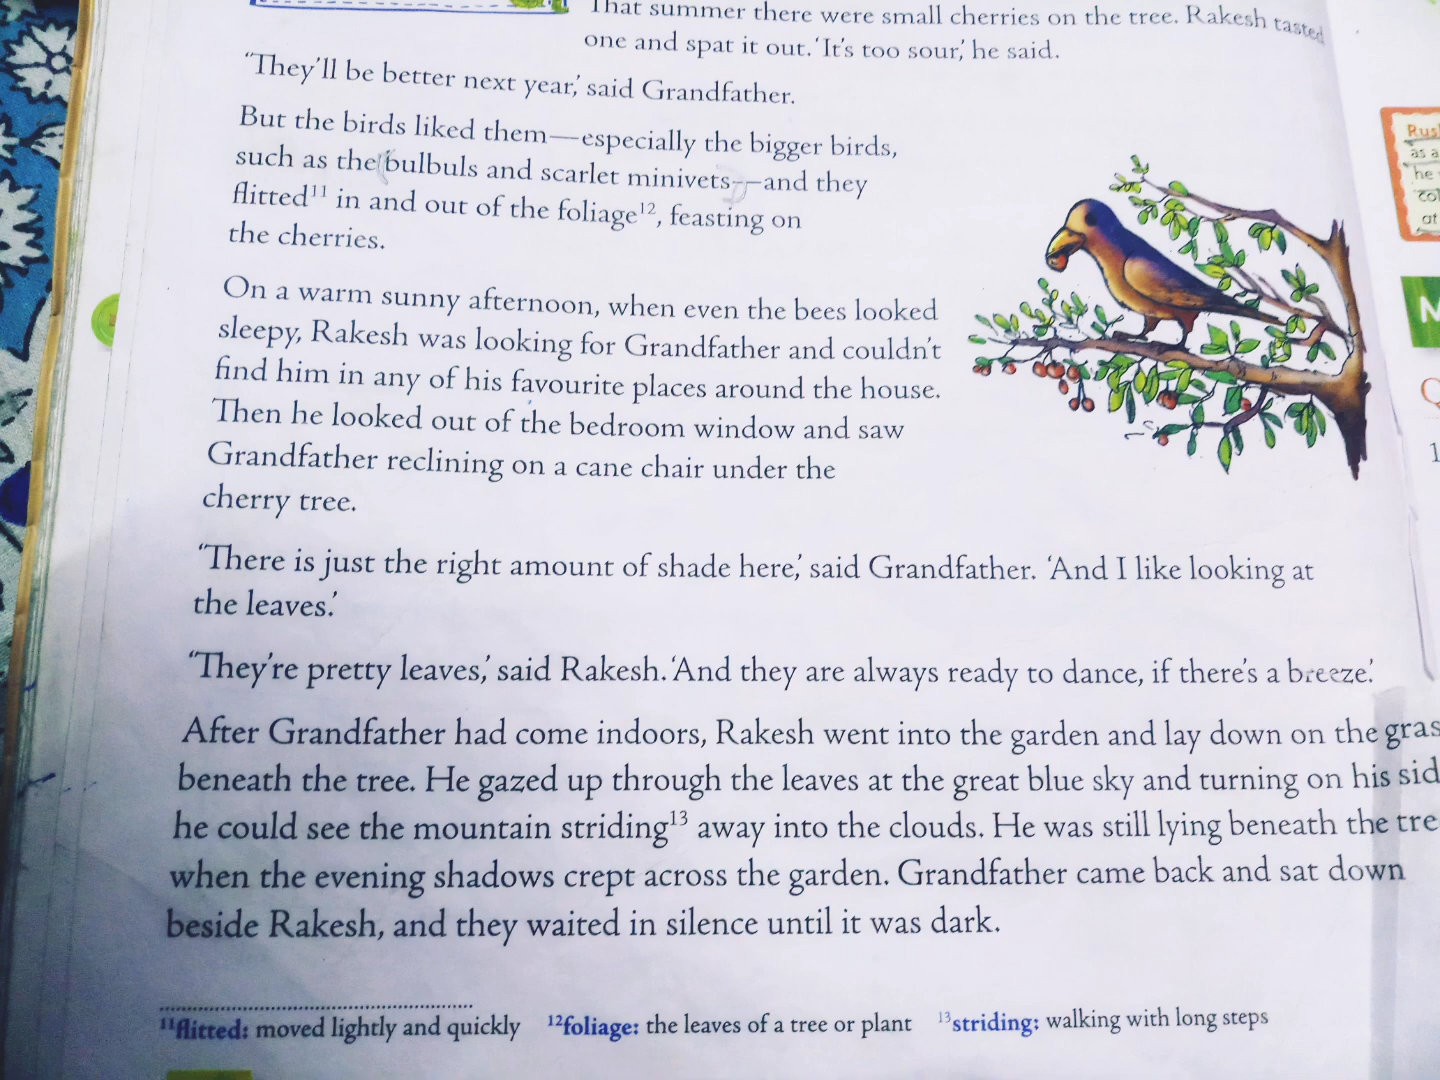 That summer there were small cherries on the tree. Rakesh tasted
one and spat it out. 'It's too sour,' he said.
'They'll be better next year,' said Grandfather.
But the birds liked them—especially the bigger birds,
such as the bulbuls and scarlet minivets—and they
flitted¹¹ in and out of the foliage¹², feasting on
the cherries.
On a warm sunny afternoon, when even the bees looked
sleepy, Rakesh was looking for Grandfather and couldn't
find him in any of his favourite places around the house.
Then he looked out of the bedroom window and saw
Grandfather reclining on a cane chair under the
cherry tree.
'There is just the right amount of shade here,' said Grandfather. 'And I like looking at
the leaves.'
'They're pretty leaves,' said Rakesh. 'And they are always ready to dance, if there's a breeze.'
After Grandfather had come indoors, Rakesh went into the garden and lay down on the gras
beneath the tree. He gazed up through the leaves at the great blue sky and turning on his sid
he could see the mountain striding¹³ away into the clouds. He was still lying beneath the tre
when the evening shadows crept across the garden. Grandfather came back and sat down
beside Rakesh, and they waited in silence until it was dark.
¹¹flitted: moved lightly and quickly ¹²foliage: the leaves of a tree or plant ¹³striding: walking with long steps
Rus
as a
he
col
at
M
Q
1